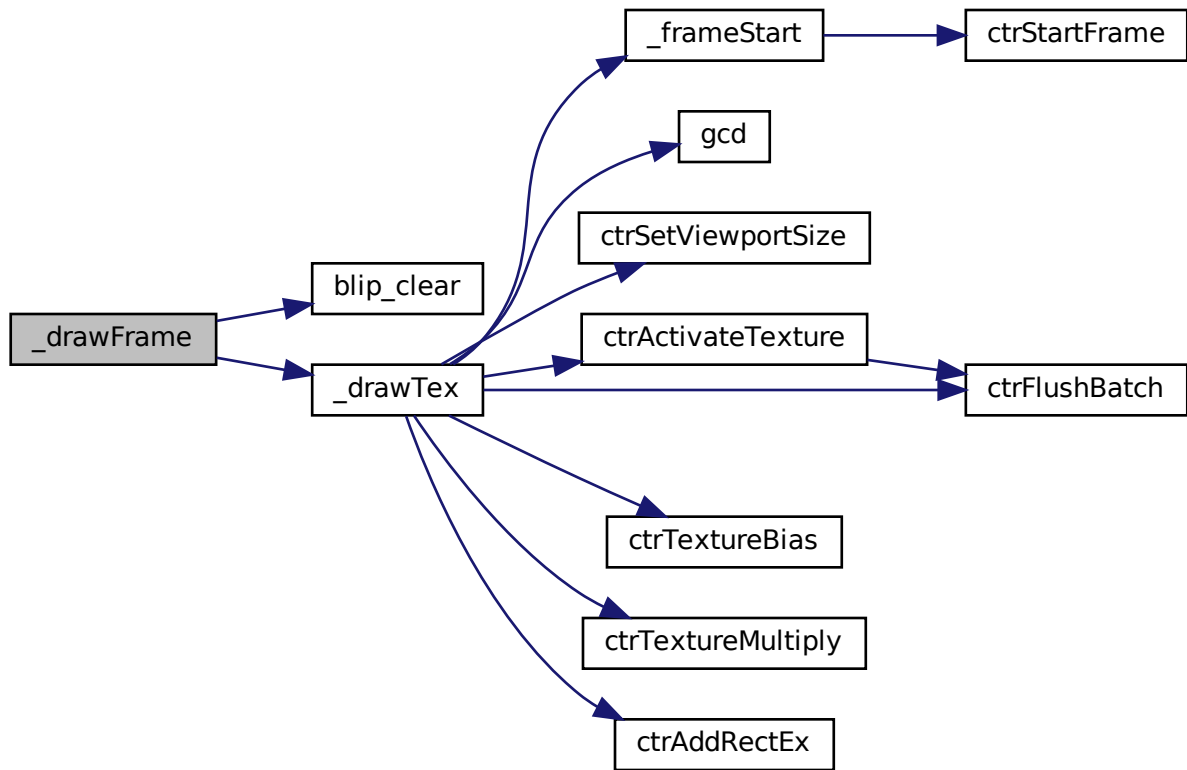 _frameStart
ctrStartFrame
gcd
ctrSetViewportSize
blip_clear
_drawFrame
ctrActivateTexture
_drawTex
ctrFlushBatch
ctrTextureBias
ctrTextureMultiply
ctrAddRectEx